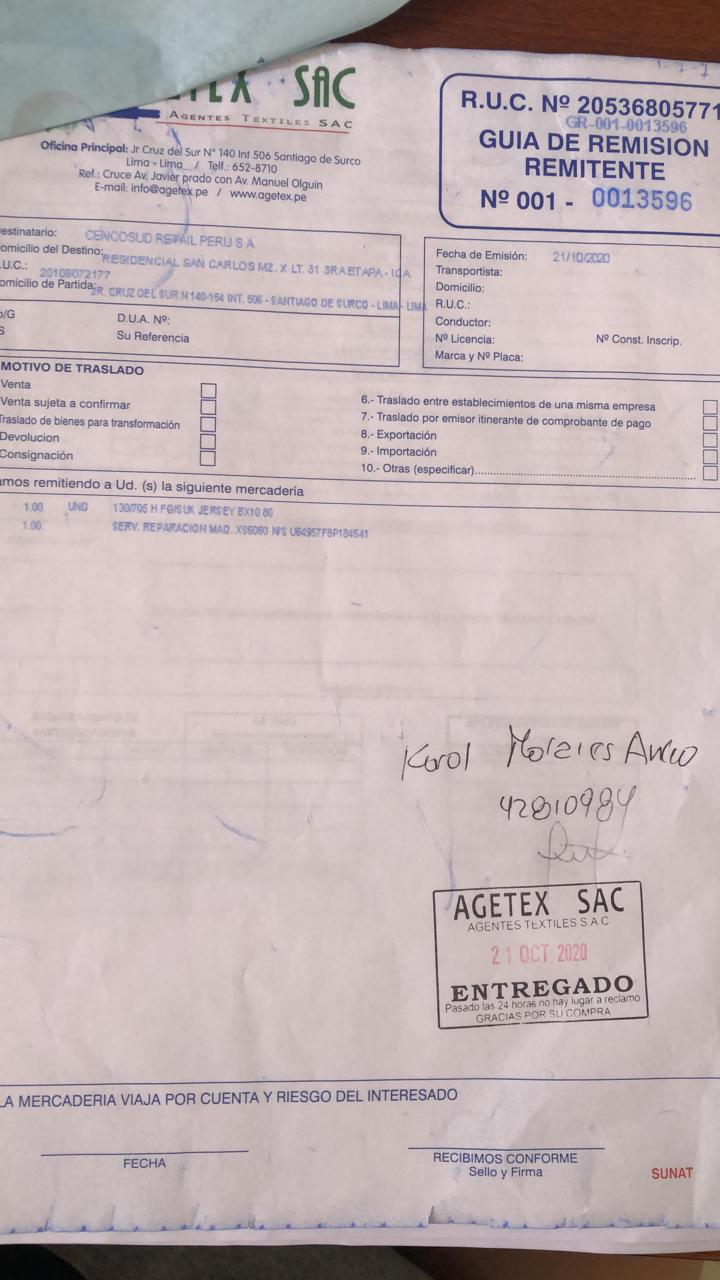 SAC
AGENTES TEXTILES SAC
Oficina Principal: Jr Cruz del Sur N° 140 Int 506 Santiago de Surco
Lima - Lima / Telf.: 652-8710
Ref.: Cruce Av. Javier prado con Av. Manuel Olguin
E-mail: info@agetex.pe / www.agetex.pe
R.U.C. Nº 20536805771
GR-001-0013596
GUIA DE REMISION
REMITENTE
Nº 001 - 0013596
estinatario: CENCOSUD RETAIL PERU S A
omicilio del Destino: RESIDENCIAL SAN CARLOS MZ. X LT. 31 3RA ETAPA - ICA
.U.C.: 20109072177
omicilio de Partida: JR. CRUZ DEL SUR N 140-154 INT. 506 - SANTIAGO DE SURCO - LIMA - LIMA
/G
D.U.A. Nº:
S
Su Referencia
Fecha de Emisión: 21/10/2020
Transportista:
Domicilio:
R.U.C.:
Conductor:
Nº Licencia: Nº Const. Inscrip.
Marca y Nº Placa:
MOTIVO DE TRASLADO
Venta
Venta sujeta a confirmar
Traslado de bienes para transformación
Devolucion
Consignación
6.- Traslado entre establecimientos de una misma empresa
7.- Traslado por emisor itinerante de comprobante de pago
8.- Exportación
9.- Importación
10.- Otras (especificar)
amos remitiendo a Ud. (s) la siguiente mercadería
1.00 UND 130/705 H FG/SUK JERSEY BX10 80
1.00 SERV. REPARACION MAQ. XS6060 N/S U64957F8P184541
Karol Morales
42810984
AGETEX SAC
AGENTES TEXTILES S.A.C
21 OCT 2020
ENTREGADO
Pasado las 24 horas no hay lugar a reclamo
GRACIAS POR SU COMPRA
LA MERCADERIA VIAJA POR CUENTA Y RIESGO DEL INTERESADO
FECHA
RECIBIMOS CONFORME
Sello y Firma
SUNAT